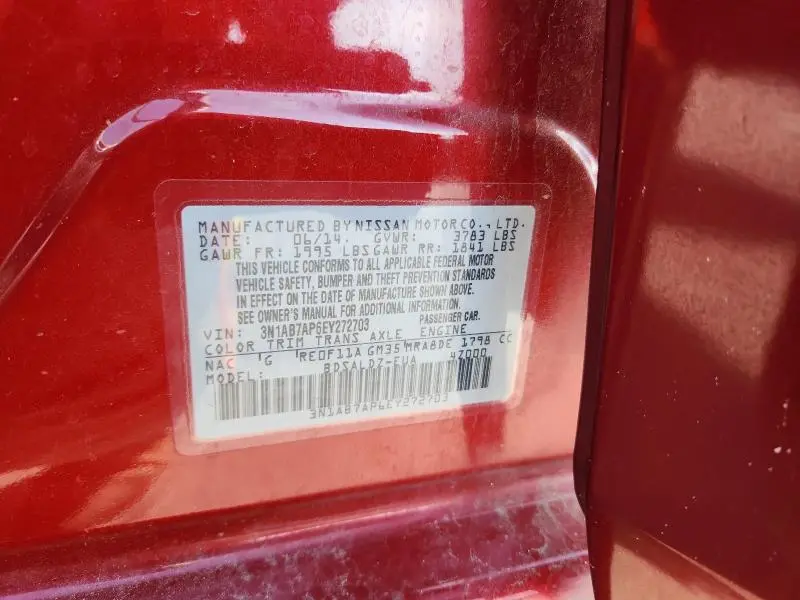 MANUFACTURED BY NISSAN MOTOR CO., LTD.
DATE: 06/14. GVWR: 3783 LBS
GAWR FR: 1995 LBS GAWR RR: 1841 LBS
THIS VEHICLE CONFORMS TO ALL APPLICABLE FEDERAL MOTOR
VEHICLE SAFETY, BUMPER AND THEFT PREVENTION STANDARDS
IN EFFECT ON THE DATE OF MANUFACTURE SHOWN ABOVE.
SEE OWNER'S MANUAL FOR ADDITIONAL INFORMATION.
PASSENGER CAR.
VIN: 3N1AB7AP6EY272703
COLOR TRIM TRANS AXLE ENGINE
NAC 'G 'RE0F11A GM35 MRA8DE 1798 CC
MODEL: BDSALDZ-EUA 47000
3N1AB7AP6EY272703